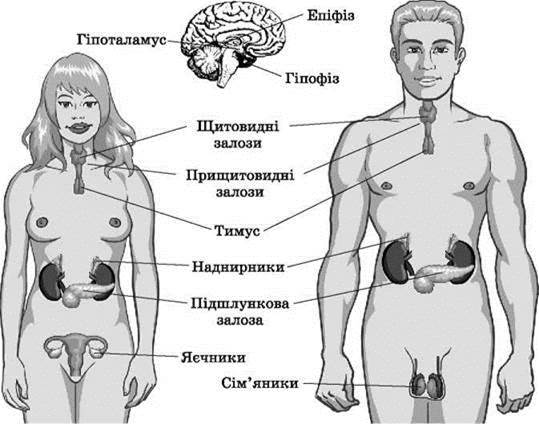 Епіфіз
Гіпоталамус
Гіпофіз
Щитовидні
залози
Прищитовидні
залози
Тимус
Наднирники
Підшлункова
залоза
Яєчники
Сім’яники